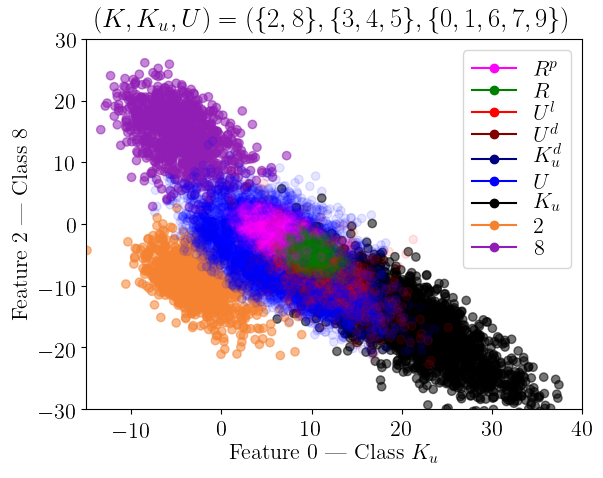 (K, K_u, U) = ({2, 8}, {3, 4, 5}, {0, 1, 6, 7, 9})
30
20
10
0
−10
−20
−30
Feature 2 — Class 8
R^p
R
U^l
U^d
K_u^d
U
K_u
2
8
−10
0
10
20
30
40
Feature 0 — Class K_u